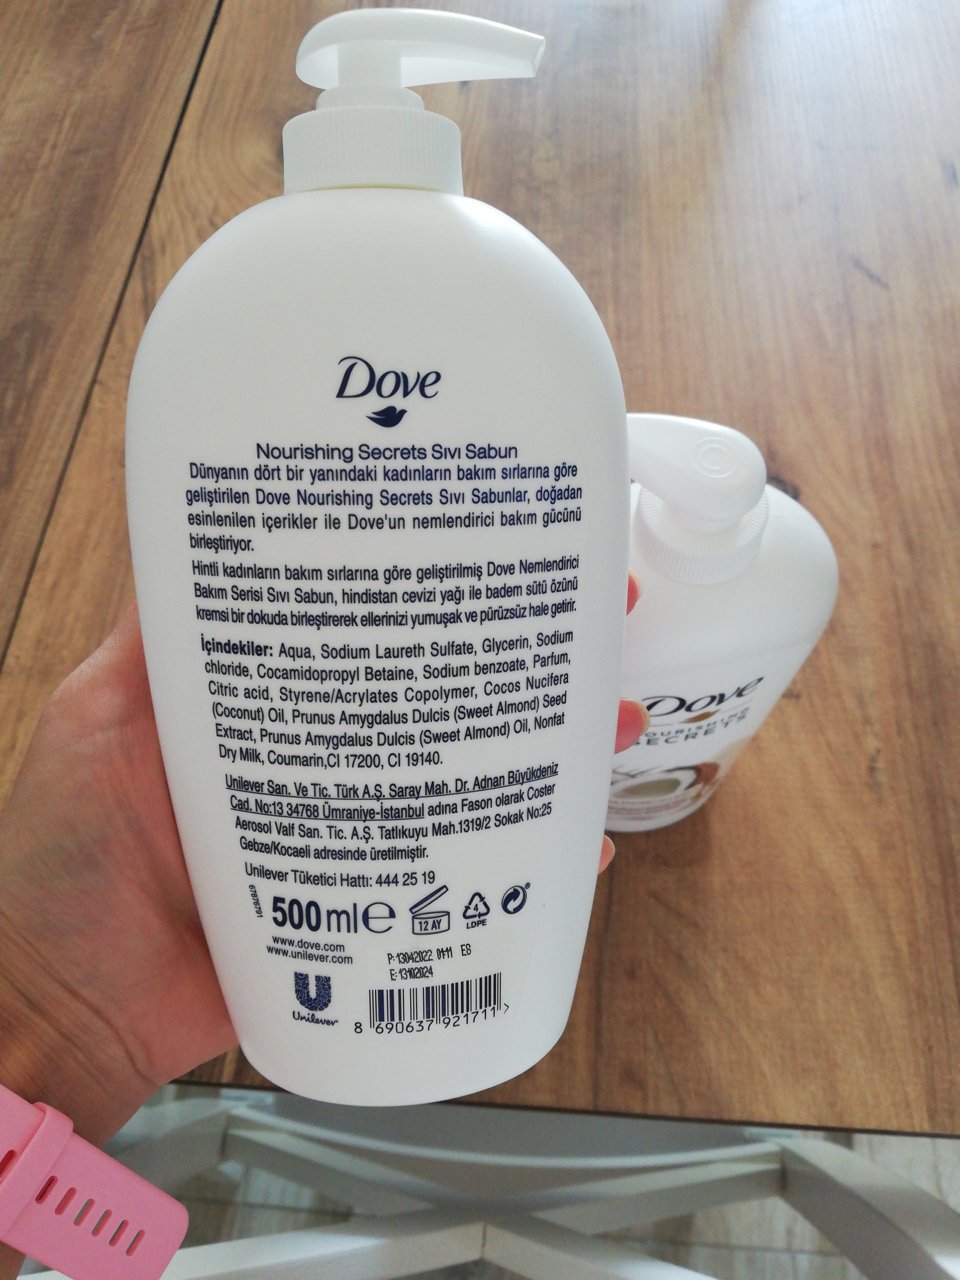 Dove
Nourishing Secrets Sıvı Sabun
Dünyanın dört bir yanındaki kadınların bakım sırlarına göre
geliştirilen Dove Nourishing Secrets Sıvı Sabunlar, doğadan
esinlenilen içerikler ile Dove'un nemlendirici bakım gücünü
birleştiriyor.
Hintli kadınların bakım sırlarına göre geliştirilmiş Dove Nemlendirici
Bakım Serisi Sıvı Sabun, hindistan cevizi yağı ile badem sütü özünü
kremsi bir dokuda birleştirerek ellerinizi yumuşak ve pürüzsüz hale getirir.
İçindekiler: Aqua, Sodium Laureth Sulfate, Glycerin, Sodium
chloride, Cocamidopropyl Betaine, Sodium benzoate, Parfum,
Citric acid, Styrene/Acrylates Copolymer, Cocos Nucifera
(Coconut) Oil, Prunus Amygdalus Dulcis (Sweet Almond) Seed
Extract, Prunus Amygdalus Dulcis (Sweet Almond) Oil, Nonfat
Dry Milk, Coumarin,CI 17200, CI 19140.
Unilever San. Ve Tic. Türk A.Ş. Saray Mah. Dr. Adnan Büyükdeniz
Cad. No:13 34768 Ümraniye-İstanbul adına Fason olarak Coster
Aerosol Valf San. Tic. A.Ş. Tatlıkuyu Mah.1319/2 Sokak No:25
Gebze/Kocaeli adresinde üretilmiştir.
Unilever Tüketici Hattı: 444 25 19
67876791
500 ml e
12 AY
4
LDPE
www.dove.com
www.unilever.com
P:13042022 01:11 E8
E:13102024
Unilever
8 690637 921711 >
Dove
NOURISHING
SECRETS